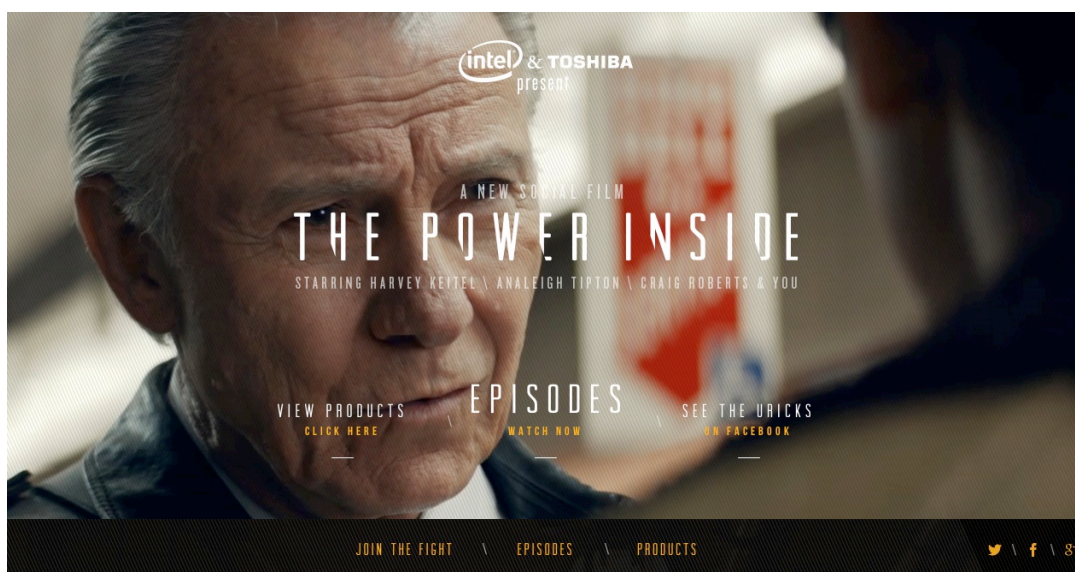 intel & TOSHIBA
present
A NEW SOCIAL FILM
THE POWER INSIDE
STARRING HARVEY KEITEL \ ANALEIGH TIPTON \ CRAIG ROBERTS & YOU
VIEW PRODUCTS \ EPISODES \ SEE THE URICKS
CLICK HERE WATCH NOW ON FACEBOOK
JOIN THE FIGHT \ EPISODES \ PRODUCTS